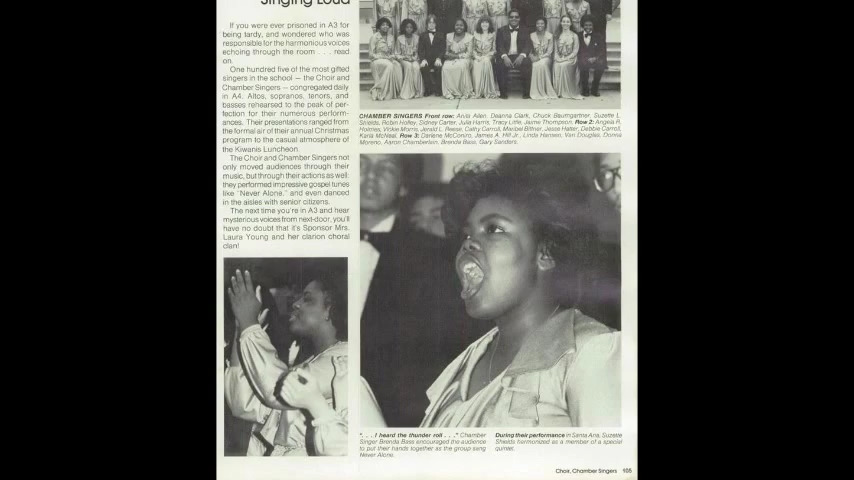 Singing Loud
If you were ever prisoned in A3 for
being tardy, and wondered who was
responsible for the harmonious voices
echoing through the room . . . read
on.
One hundred five of the most gifted
singers in the school — the Choir and
Chamber Singers — congregated daily
in A4. Altos, sopranos, tenors, and
basses rehearsed to the peak of per-
fection for their numerous perform-
ances. Their presentations ranged from
the formal air of their annual Christmas
program to the casual atmosphere of
the Kiwanis Luncheon.
The Choir and Chamber Singers not
only moved audiences through their
music, but through their actions as well:
they performed impressive gospel tunes
like "Never Alone," and even danced
in the aisles with senior citizens.
The next time you're in A3 and hear
mysterious voices from next-door, you'll
have no doubt that it's Sponsor Mrs.
Laura Young and her clarion choral
clan!
CHAMBER SINGERS Front row: Anita Allen, Deanna Clark, Chuck Baumgartner, Suzette L.
Shields, Robin Holley, Sidney Carter, Julia Harris, Tracy Little, Jayme Thompson. Row 2: Angela R.
Holmes, Vickie Morris, Jerald L. Reese, Cathy Carroll, Maribel Bittner, Jesse Halter, Debbie Carroll,
Karla McNeal. Row 3: Darlene McConico, James A. Hill Jr., Linda Hansen, Van Douglas, Donna
Moreno, Aaron Chamberlain, Brenda Bass, Gary Sanders.
". . . I heard the thunder roll . . ." Chamber
Singer Brenda Bass encouraged the audience
to put their hands together as the group sang
Never Alone.
During their performance in Santa Ana, Suzette
Shields harmonized as a member of a special
quintet.
Choir, Chamber Singers 105